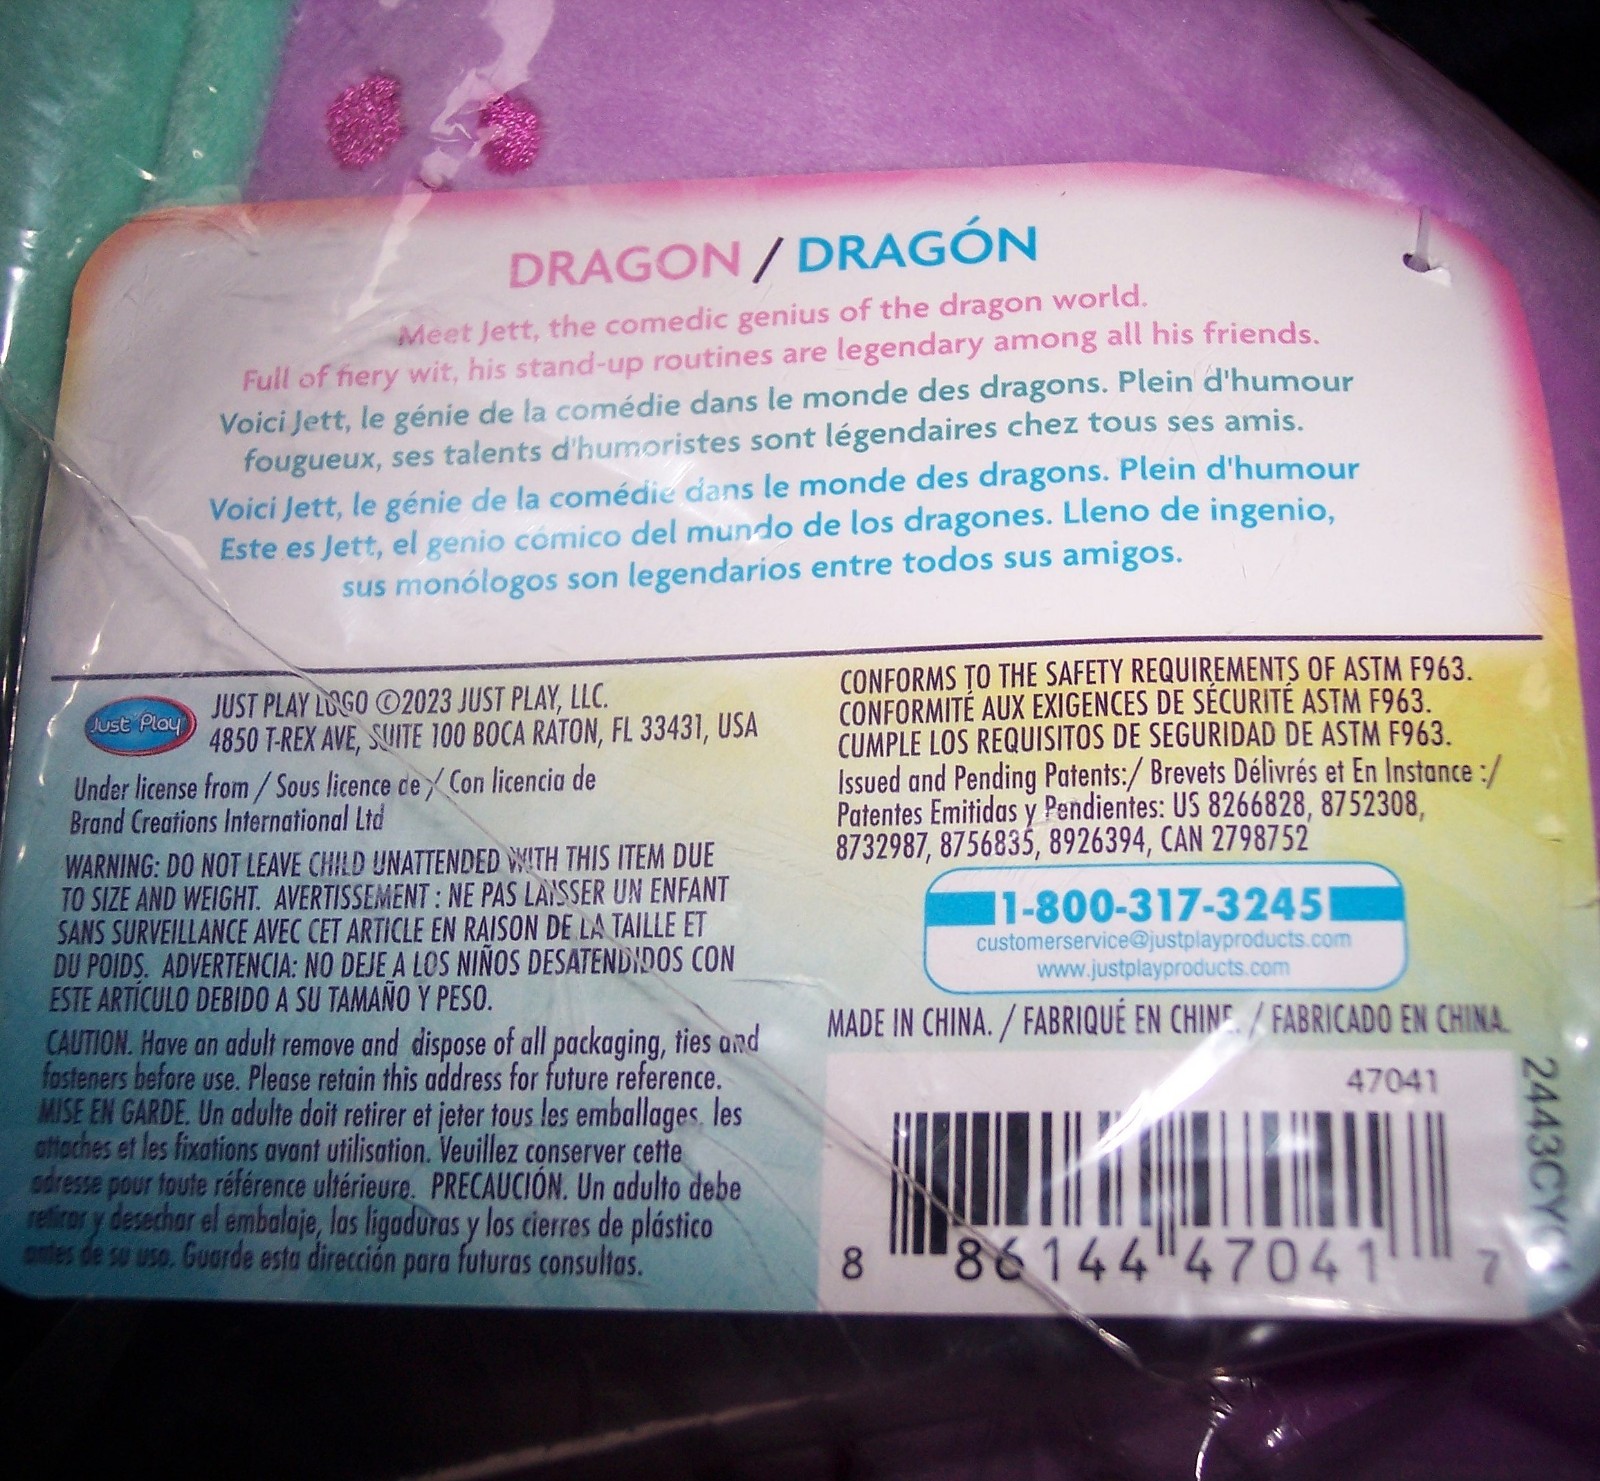 DRAGON / DRAGÓN
Meet Jett, the comedic genius of the dragon world.
Full of fiery wit, his stand-up routines are legendary among all his friends.
Voici Jett, le génie de la comédie dans le monde des dragons. Plein d'humour
fougueux, ses talents d'humoristes sont légendaires chez tous ses amis.
Voici Jett, le génie de la comédie dans le monde des dragons. Plein d'humour
Este es Jett, el genio cómico del mundo de los dragones. Lleno de ingenio,
sus monólogos son legendarios entre todos sus amigos.
Just Play
JUST PLAY LOGO ©2023 JUST PLAY, LLC.
4850 T-REX AVE, SUITE 100 BOCA RATON, FL 33431, USA
Under license from / Sous licence de / Con licencia de
Brand Creations International Ltd
WARNING: DO NOT LEAVE CHILD UNATTENDED WITH THIS ITEM DUE
TO SIZE AND WEIGHT. AVERTISSEMENT : NE PAS LAISSER UN ENFANT
SANS SURVEILLANCE AVEC CET ARTICLE EN RAISON DE LA TAILLE ET
DU POIDS. ADVERTENCIA: NO DEJE A LOS NIÑOS DESATENDIDOS CON
ESTE ARTÍCULO DEBIDO A SU TAMAÑO Y PESO.
CAUTION. Have an adult remove and dispose of all packaging, ties and
fasteners before use. Please retain this address for future reference.
MISE EN GARDE. Un adulte doit retirer et jeter tous les emballages, les
attaches et les fixations avant utilisation. Veuillez conserver cette
adresse pour toute référence ultérieure. PRECAUCIÓN. Un adulto debe
retirar y desechar el embalaje, las ligaduras y los cierres de plástico
antes de su uso. Guarde esta dirección para futuras consultas.
CONFORMS TO THE SAFETY REQUIREMENTS OF ASTM F963.
CONFORMITÉ AUX EXIGENCES DE SÉCURITÉ ASTM F963.
CUMPLE LOS REQUISITOS DE SEGURIDAD DE ASTM F963.
Issued and Pending Patents:/ Brevets Délivrés et En Instance :/
Patentes Emitidas y Pendientes: US 8266828, 8752308,
8732987, 8756835, 8926394, CAN 2798752
1-800-317-3245
customerservice@justplayproducts.com
www.justplayproducts.com
MADE IN CHINA. / FABRIQUÉ EN CHINE. / FABRICADO EN CHINA.
47041
8 86144 47041 7